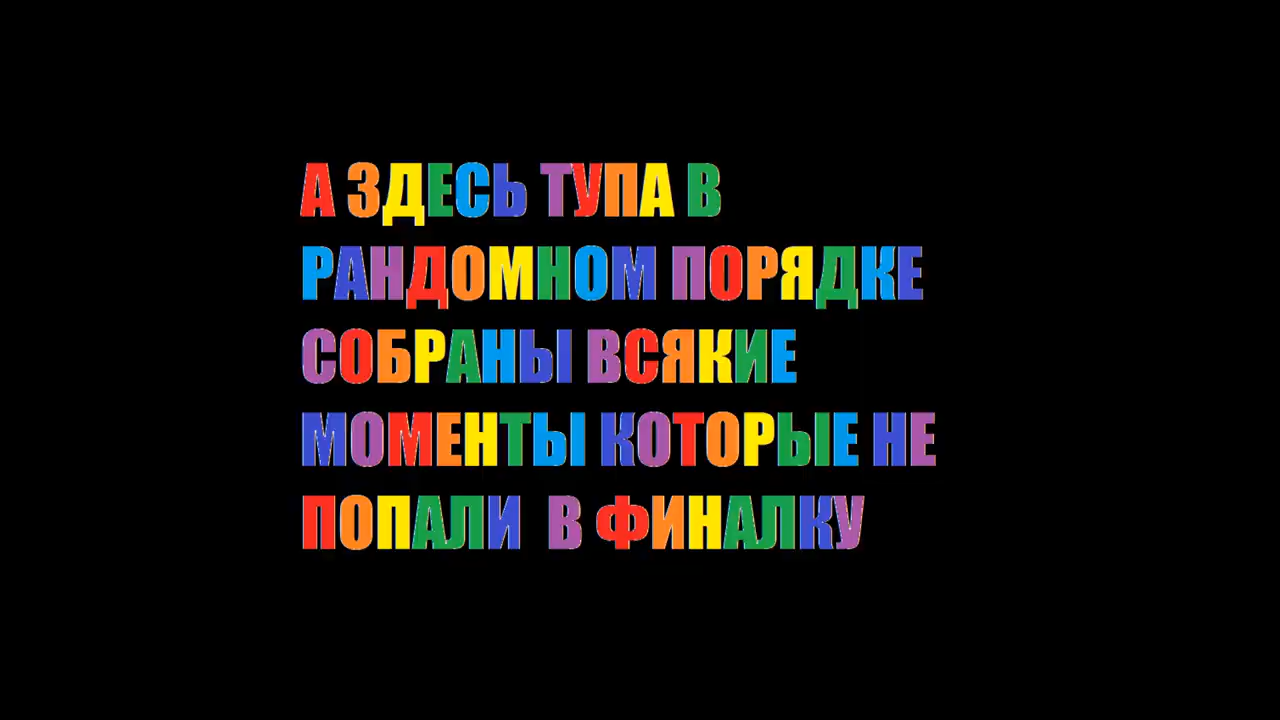 А ЗДЕСЬ ТУПА В
РАНДОМНОМ ПОРЯДКЕ
СОБРАНЫ ВСЯКИЕ
МОМЕНТЫ КОТОРЫЕ НЕ
ПОПАЛИ  В ФИНАЛКУ